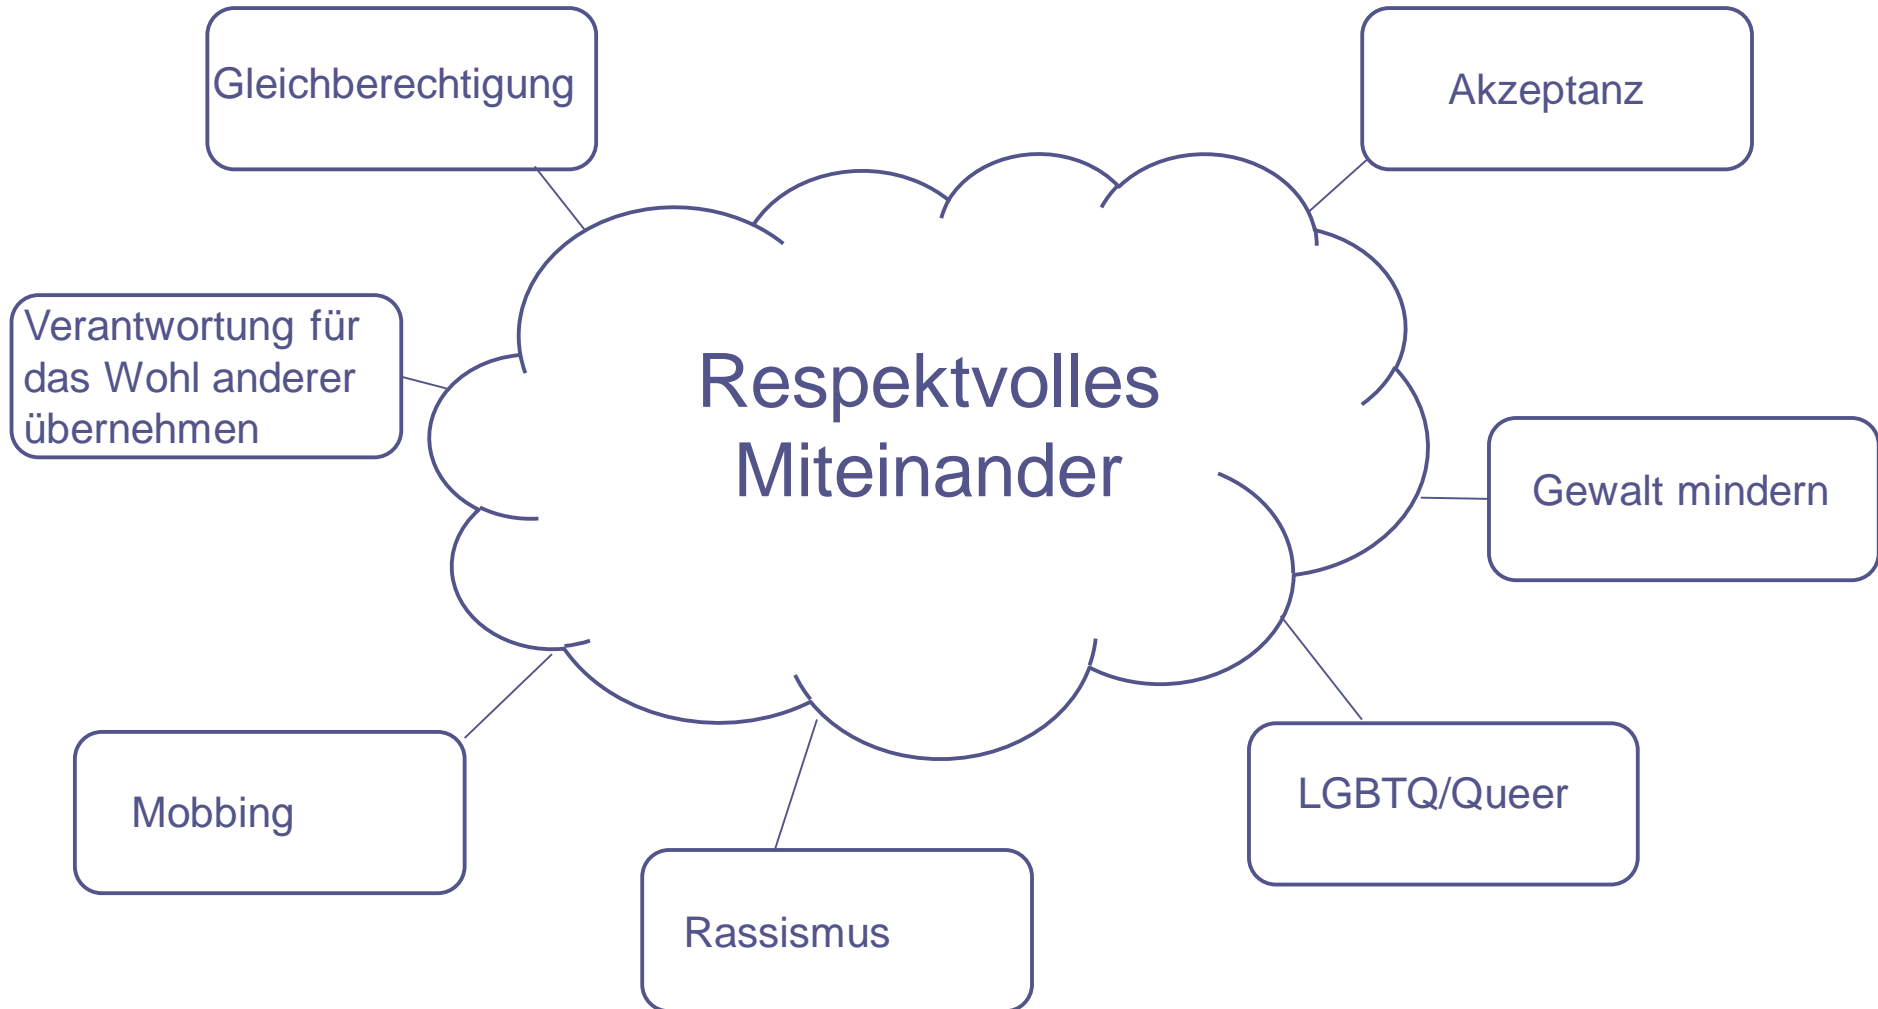 Gleichberechtigung
Akzeptanz
Verantwortung für
das Wohl anderer
übernehmen
Respektvolles
Miteinander
Gewalt mindern
Mobbing
LGBTQ/Queer
Rassismus